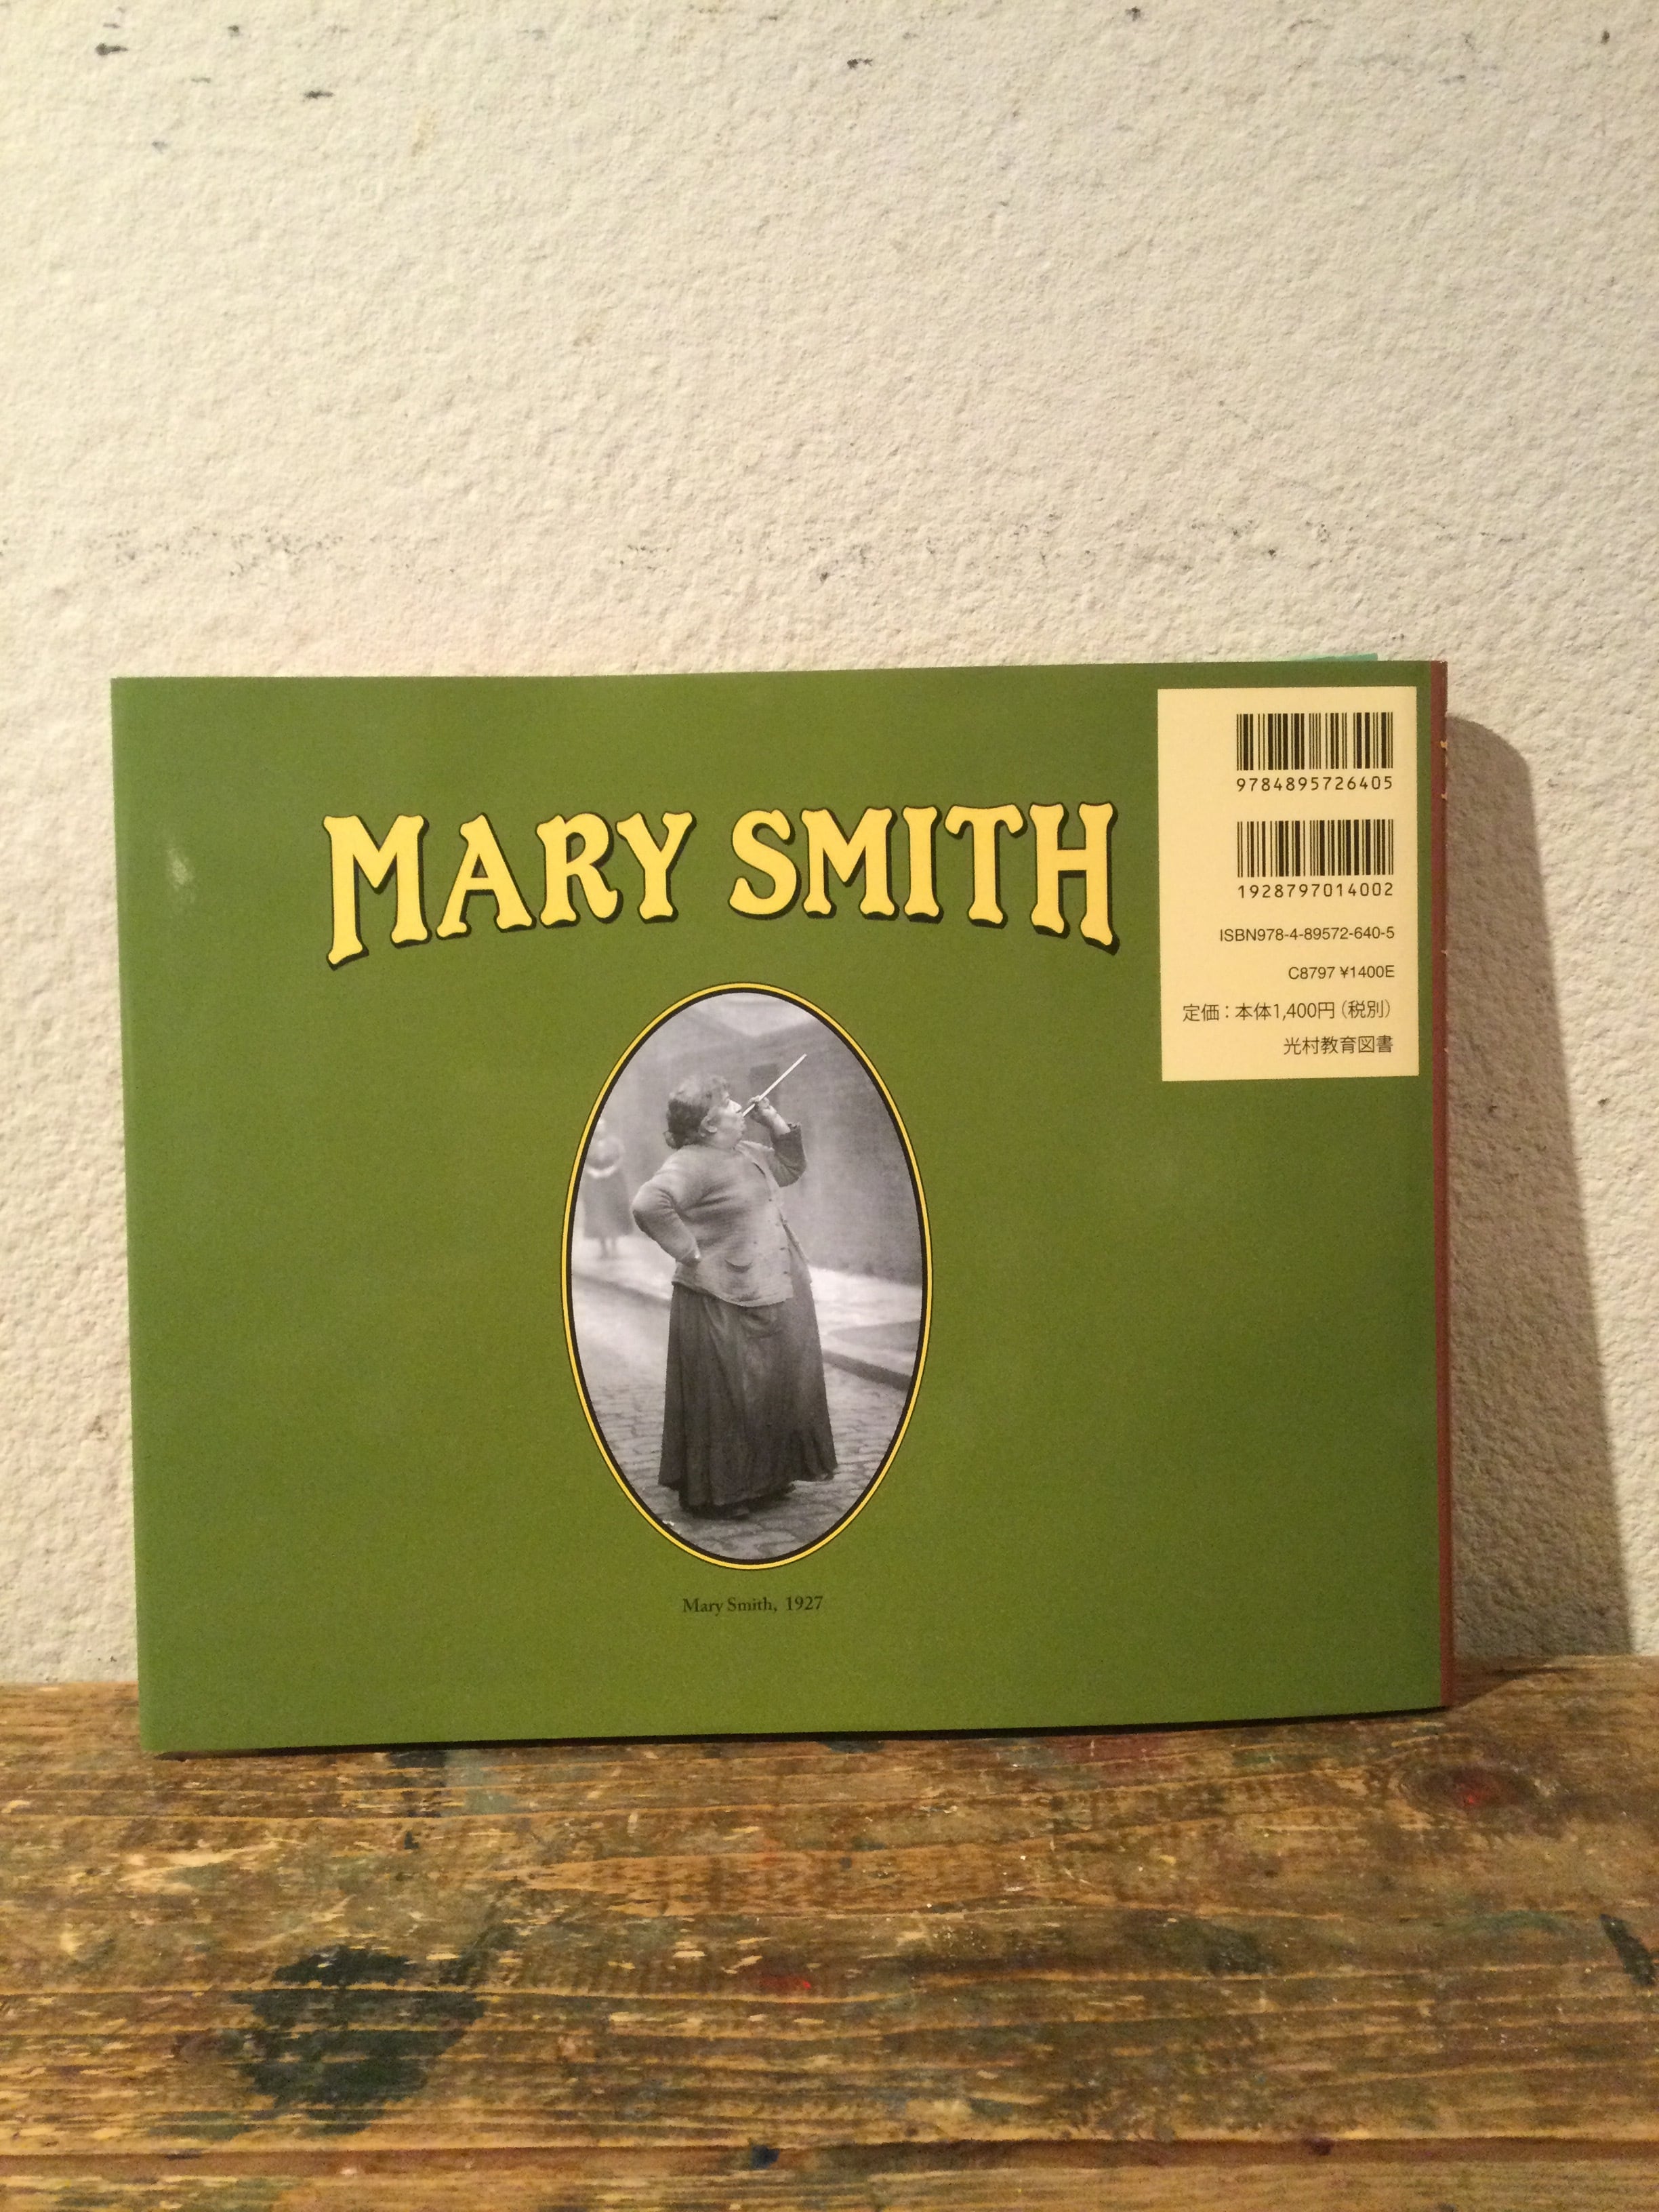 MARY SMITH
9784895726405
1928797014002
ISBN978-4-89572-640-5
C8797 ¥1400E
定価：本体1,400円（税別）
光村教育図書
Mary Smith, 1927